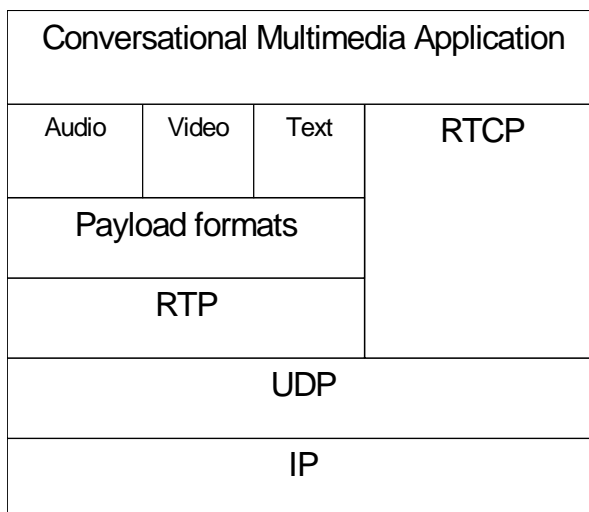 Conversational Multimedia Application
Audio
Video
Text
RTCP
Payload formats
RTP
UDP
IP